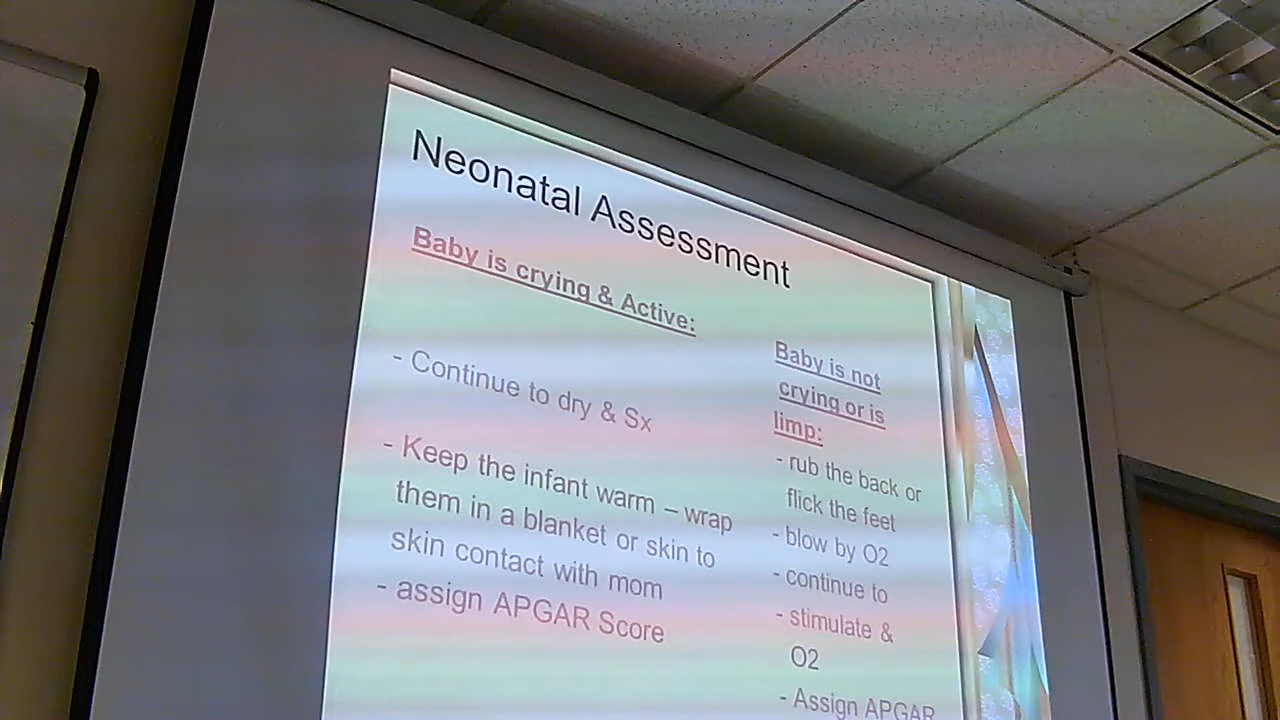 Neonatal Assessment
Baby is crying & Active:
- Continue to dry & Sx
- Keep the infant warm – wrap
them in a blanket or skin to
skin contact with mom
- assign APGAR Score
Baby is not
crying or is
limp:
- rub the back or
flick the feet
- blow by O2
- continue to
- stimulate &
O2
- Assign APGAR